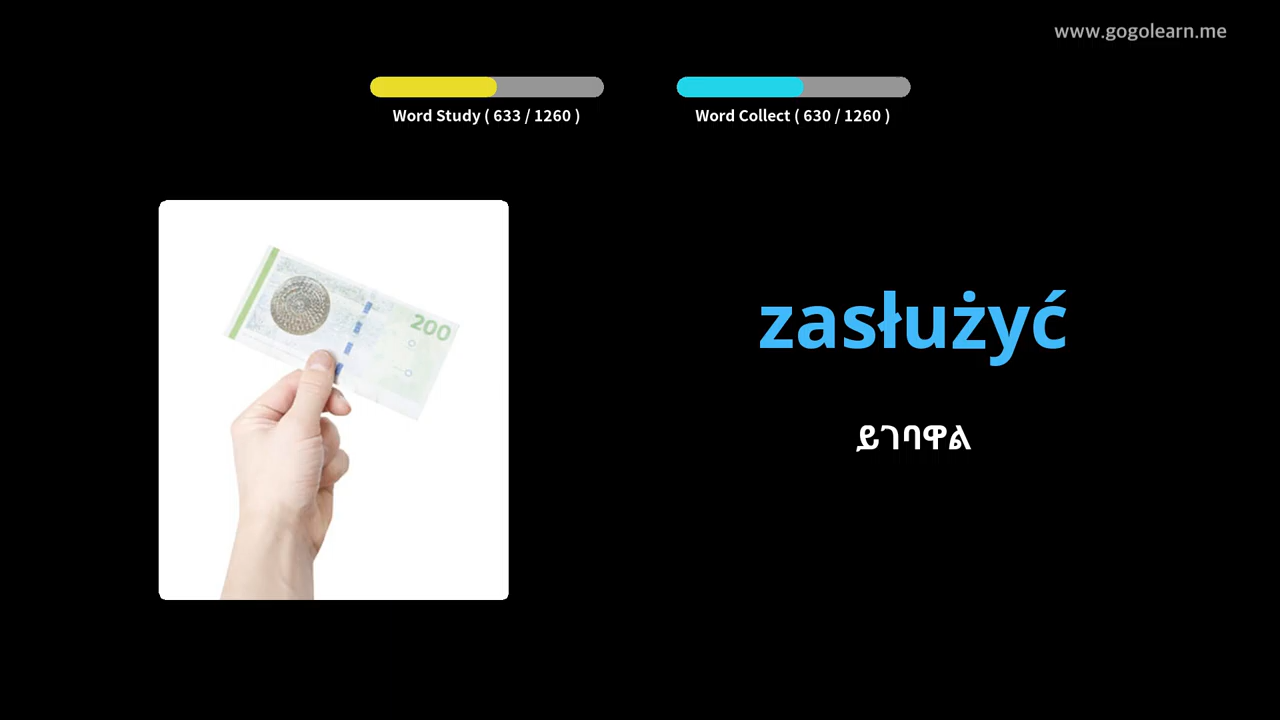 www.gogolearn.me
Word Study ( 633 / 1260 )
Word Collect ( 630 / 1260 )
200
zasłużyć
ይገባዋል